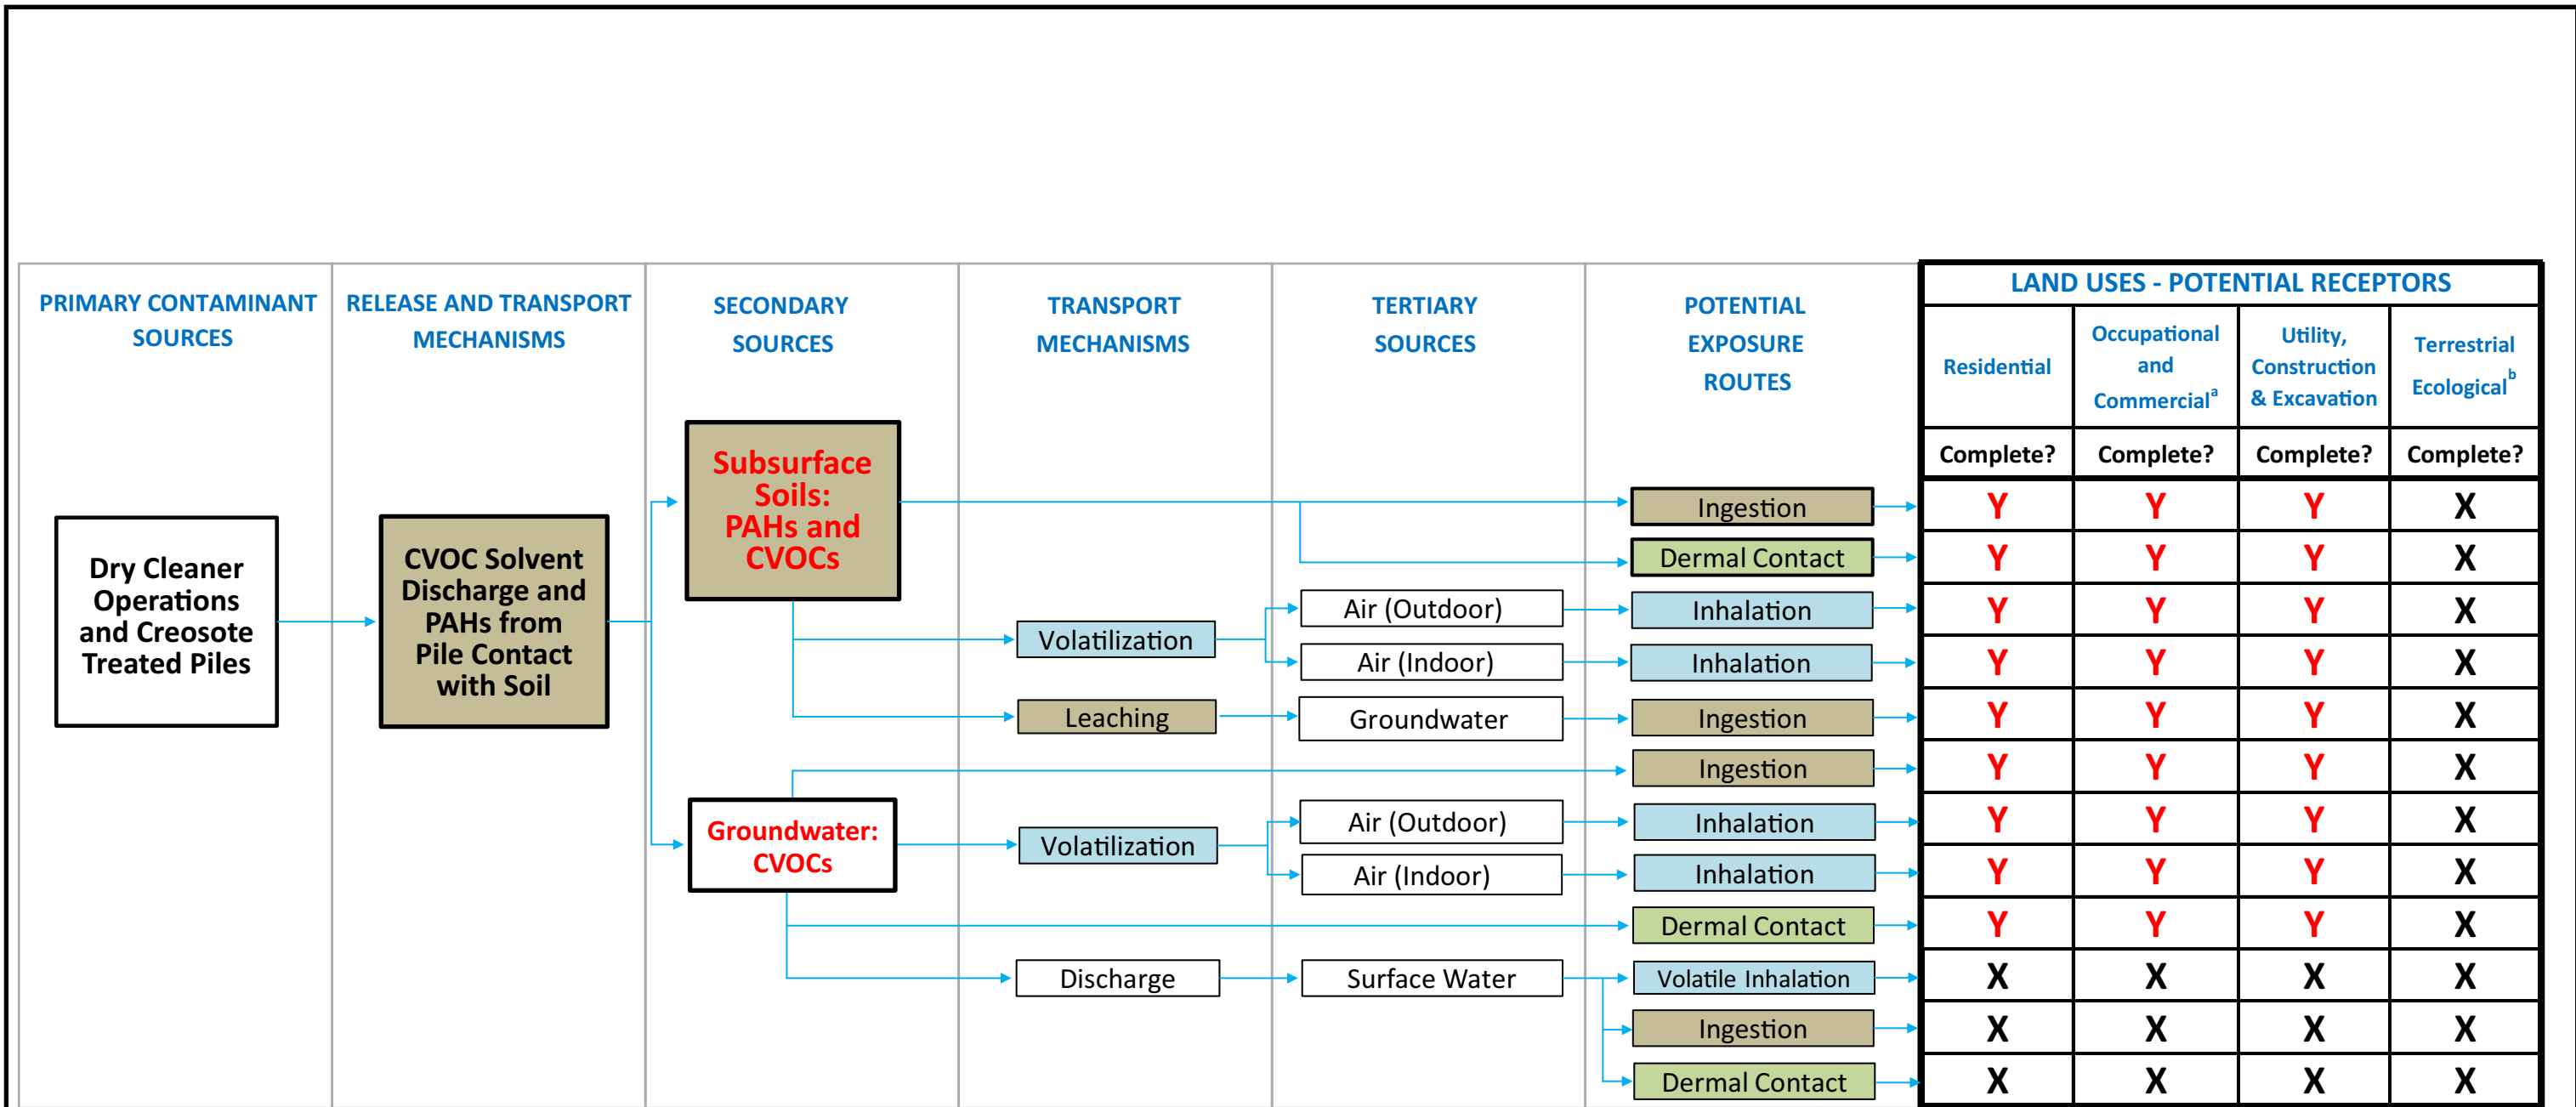 PRIMARY CONTAMINANT
SOURCES
RELEASE AND TRANSPORT
MECHANISMS
SECONDARY
SOURCES
TRANSPORT
MECHANISMS
TERTIARY
SOURCES
POTENTIAL
EXPOSURE
ROUTES
LAND USES - POTENTIAL RECEPTORS
Residential
Occupational
and
Commercialᵃ
Utility,
Construction
& Excavation
Terrestrial
Ecologicalᵇ
Complete? Complete? Complete? Complete?
Dry Cleaner
Operations
and Creosote
Treated Piles
CVOC Solvent
Discharge and
PAHs from
Pile Contact
with Soil
Subsurface
Soils:
PAHs and
CVOCs
Ingestion Y Y Y X
Dermal Contact Y Y Y X
Volatilization
Air (Outdoor) Inhalation Y Y Y X
Air (Indoor) Inhalation Y Y Y X
Leaching Groundwater Ingestion Y Y Y X
Ingestion Y Y Y X
Groundwater:
CVOCs
Volatilization
Air (Outdoor) Inhalation Y Y Y X
Air (Indoor) Inhalation Y Y Y X
Dermal Contact Y Y Y X
Discharge Surface Water Volatile Inhalation X X X X
Ingestion X X X X
Dermal Contact X X X X